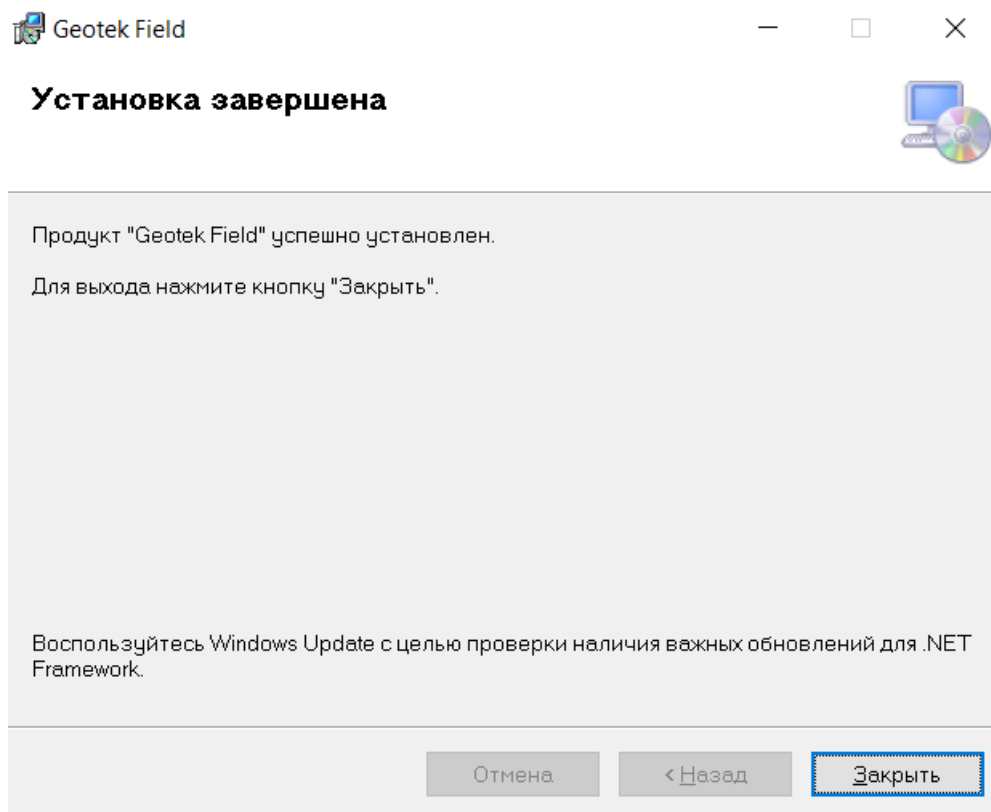 Geotek Field
Установка завершена
Продукт "Geotek Field" успешно установлен.
Для выхода нажмите кнопку "Закрыть".
Воспользуйтесь Windows Update с целью проверки наличия важных обновлений для .NET
Framework.
Отмена
< Назад
Закрыть